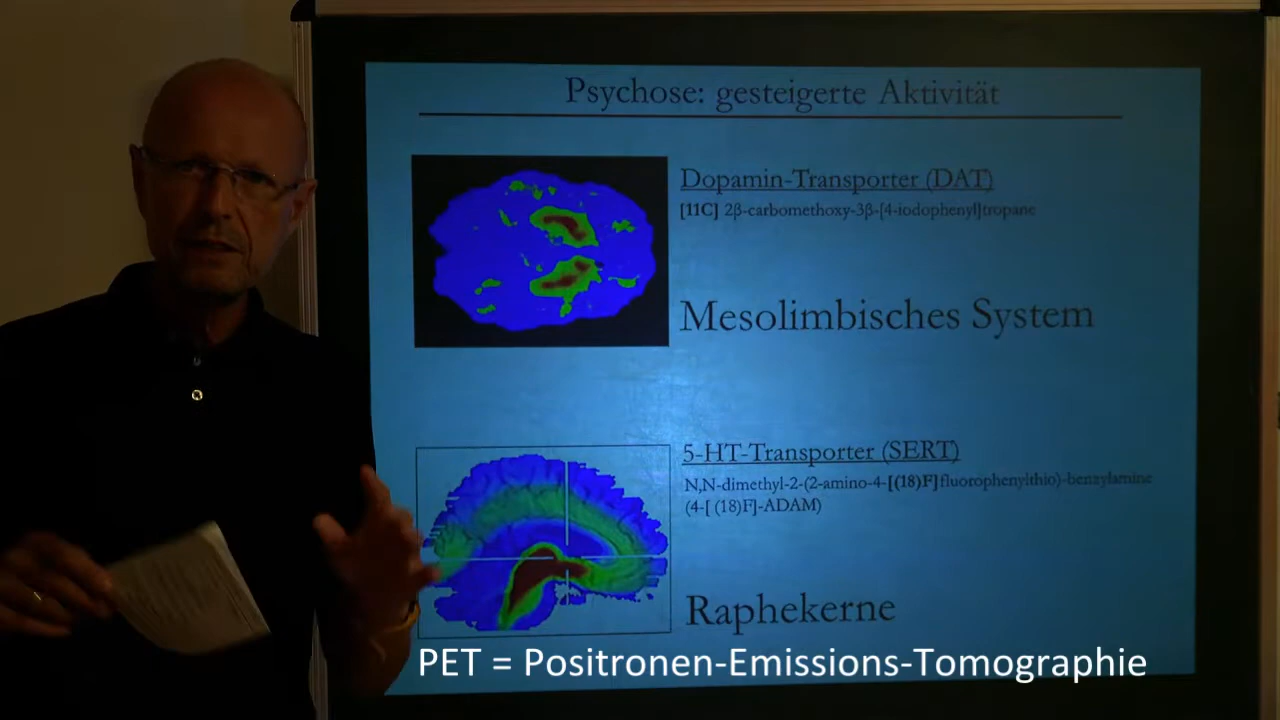 Psychose: gesteigerte Aktivität
Dopamin-Transporter (DAT)
[11C] 2β-carbomethoxy-3β-[4-iodophenyl]tropane
Mesolimbisches System
5-HT-Transporter (SERT)
N,N-dimethyl-2-(2-amino-4-[(18)F]fluorophenylthio)-benzylamine
(4-[ (18)F]-ADAM)
Raphekerne
PET = Positronen-Emissions-Tomographie